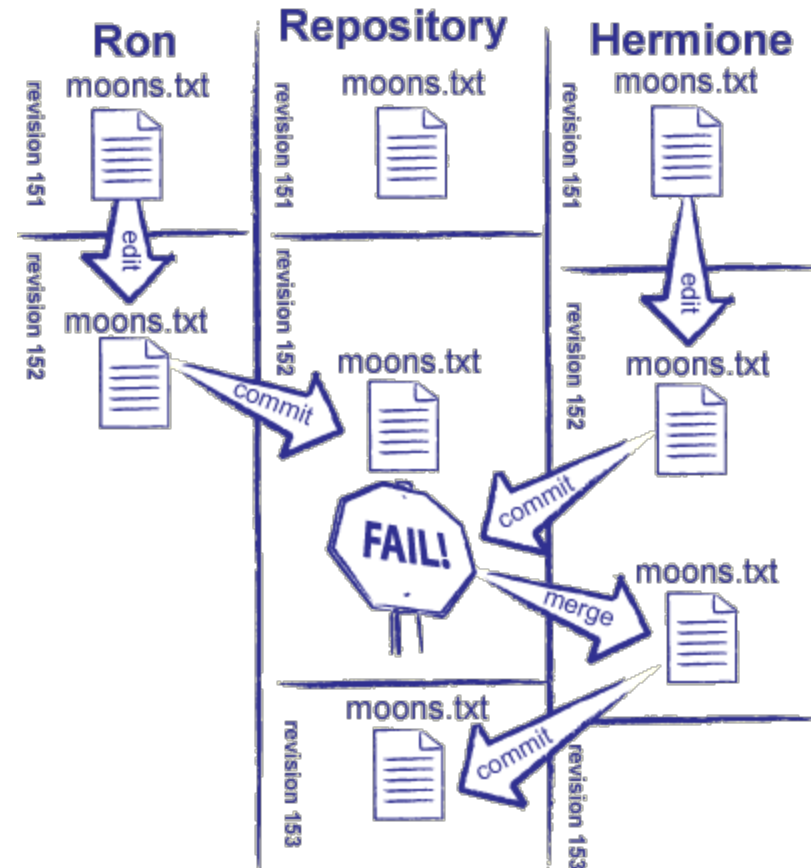 Ron
Repository
Hermione
moons.txt
moons.txt
moons.txt
revision 151
revision 151
revision 151
edit
edit
revision 152
revision 152
revision 152
moons.txt
moons.txt
moons.txt
commit
commit
FAIL!
merge
moons.txt
moons.txt
commit
revision 153
revision 153